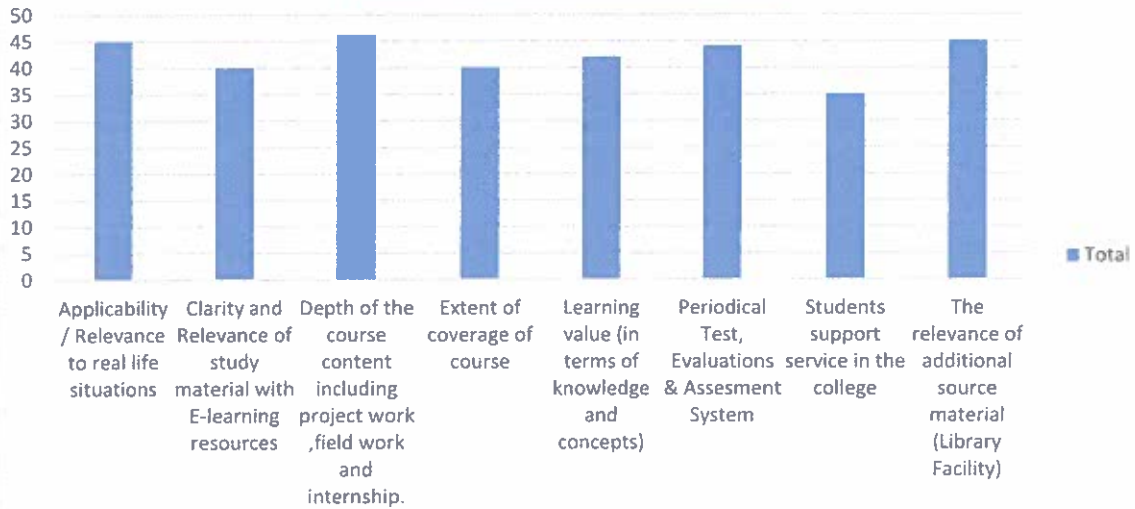 50
45
40
35
30
25
20
15
10
5
0
Applicability
/ Relevance
to real life
situations
Clarity and
Relevance of
study
material with
E-learning
resources
Depth of the
course
content
including
project work
,field work
and
internship.
Extent of
coverage of
course
Learning
value (in
terms of
knowledge
and
concepts)
Periodical
Test,
Evaluations
& Assesment
System
Students
support
service in the
college
The
relevance of
additional
source
material
(Library
Facility)
Total